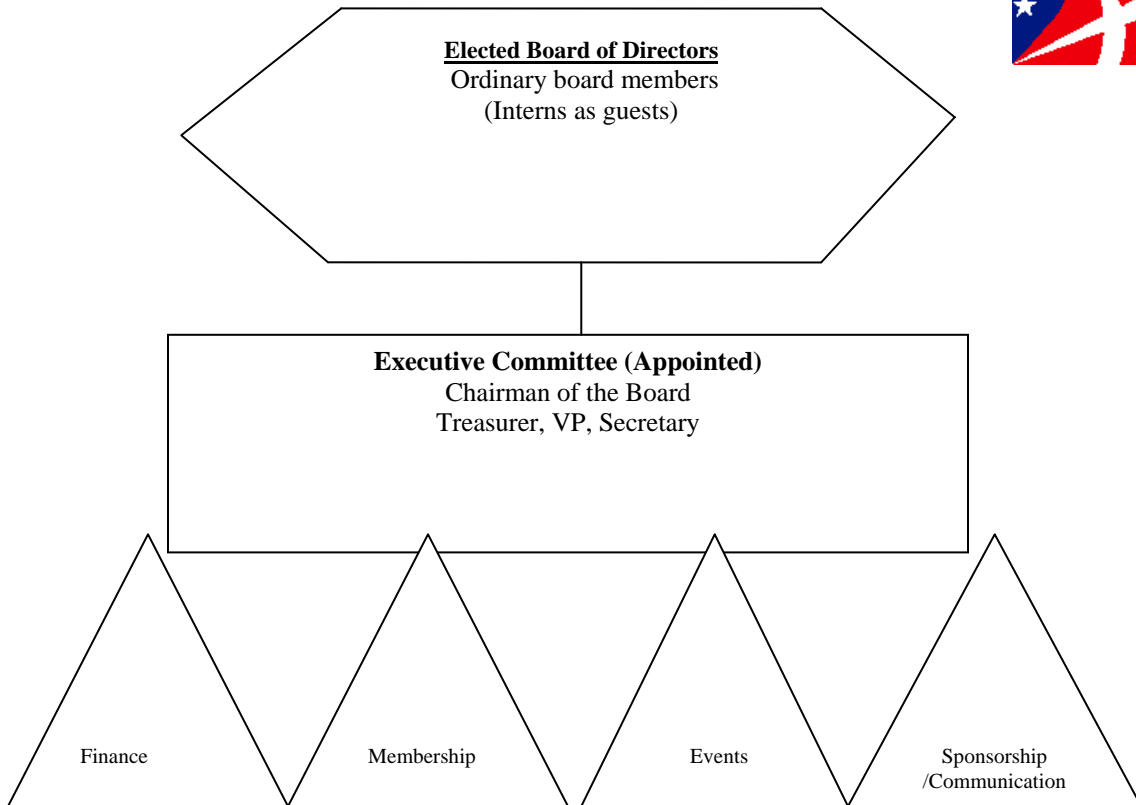 Elected Board of Directors
Ordinary board members
(Interns as guests)
Executive Committee (Appointed)
Chairman of the Board
Treasurer, VP, Secretary
Finance
Membership
Events
Sponsorship
/Communication